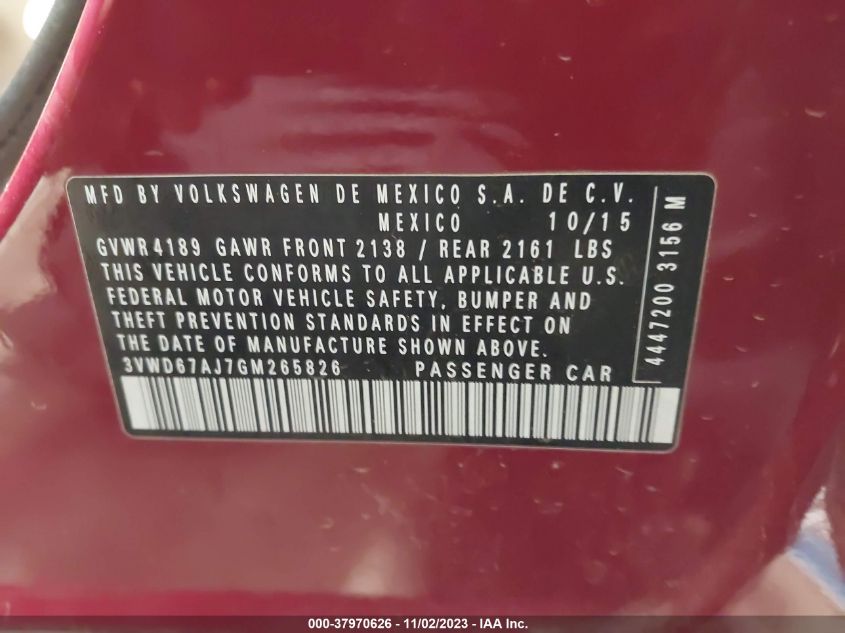 MFD BY VOLKSWAGEN DE MEXICO S.A. DE C.V.
MEXICO 10/15
GVWR 4189 GAWR FRONT 2138 / REAR 2161 LBS
THIS VEHICLE CONFORMS TO ALL APPLICABLE U.S.
FEDERAL MOTOR VEHICLE SAFETY, BUMPER AND
THEFT PREVENTION STANDARDS IN EFFECT ON
THE DATE OF MANUFACTURE SHOWN ABOVE.
3VWD67AJ7GM265826 PASSENGER CAR
4447200 3156 M
000-37970626 - 11/02/2023 - IAA Inc.